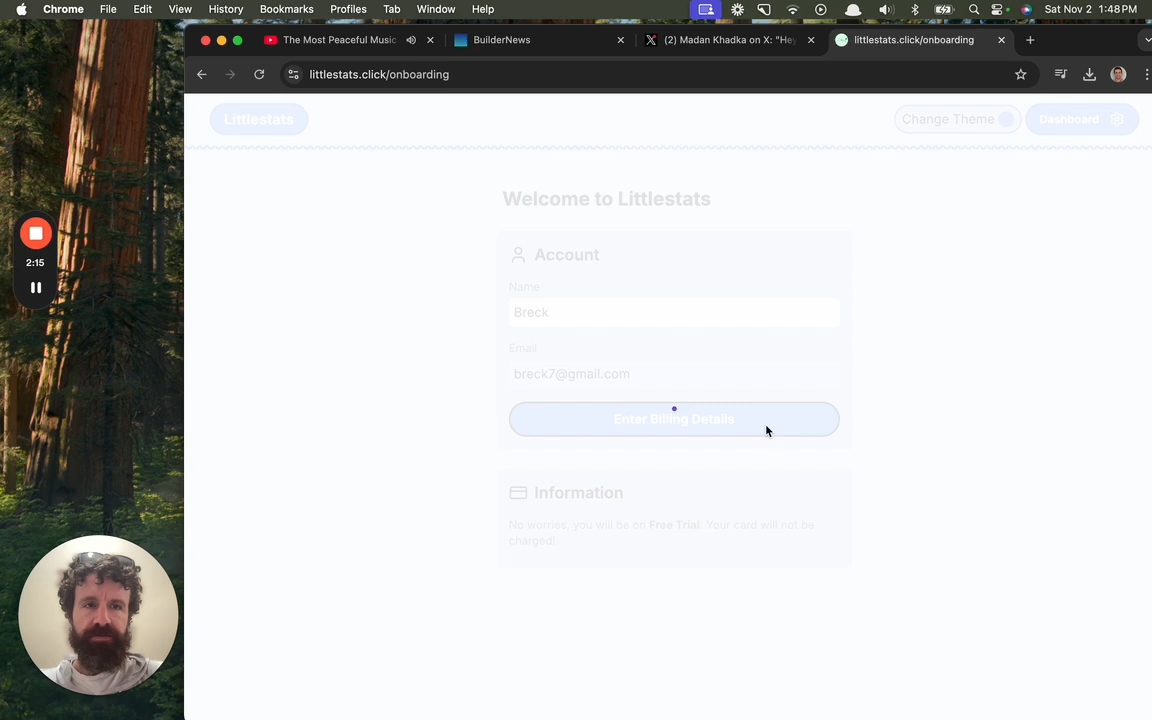 Chrome File Edit View History Bookmarks Profiles Tab Window Help Sat Nov 2 1:48 PM
The Most Peaceful Music
BuilderNews
(2) Madan Khadka on X: "Hey
littlestats.click/onboarding
littlestats.click/onboarding
Littlestats
Change Theme
Dashboard
Welcome to Littlestats
2:15
Account
Name
Breck
Email
breck7@gmail.com
Enter Billing Details
Information
No worries, you will be on Free Trial. Your card will not be
charged!